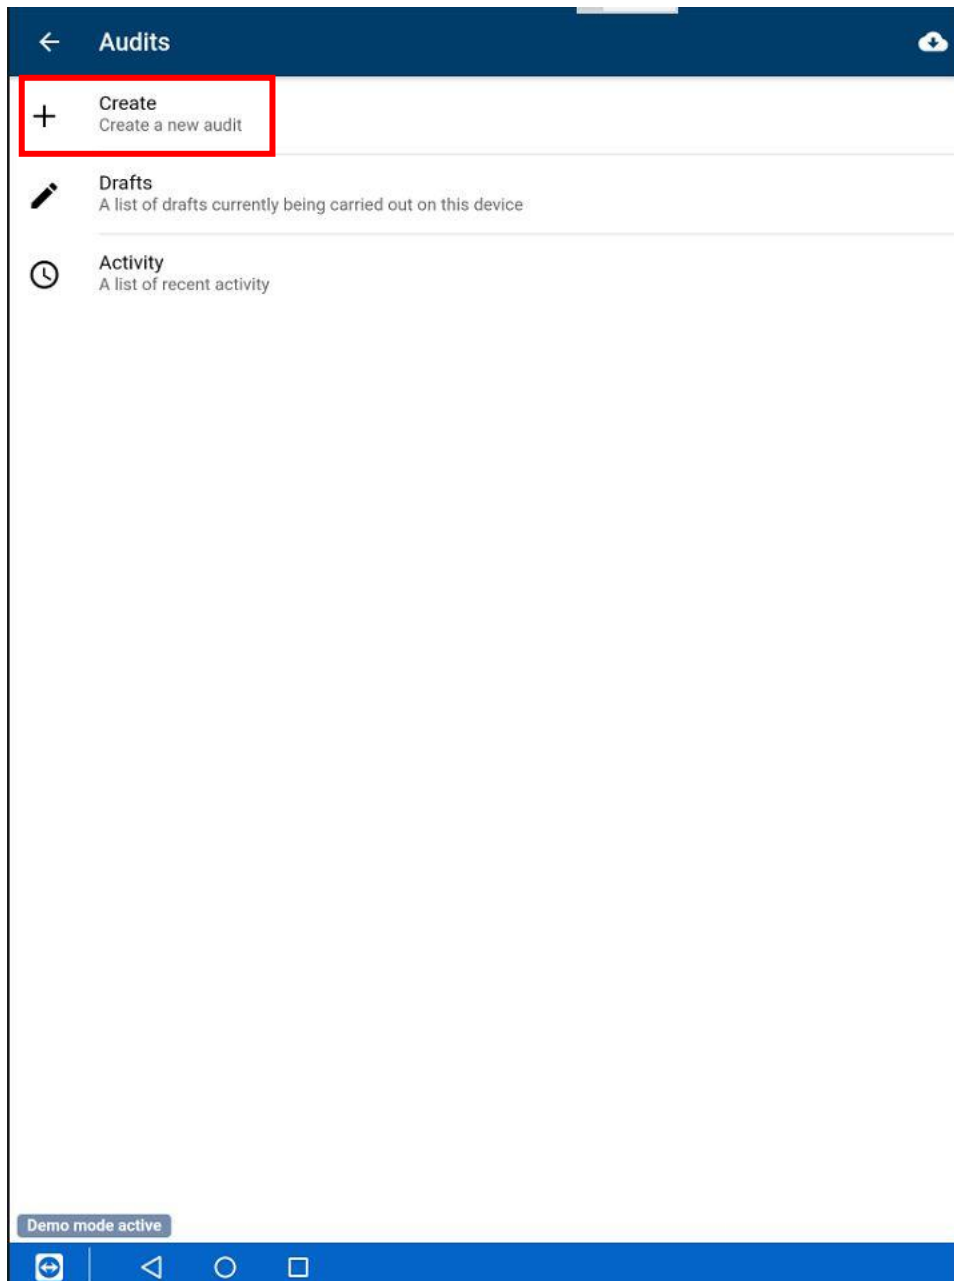 Audits
Create
Create a new audit
Drafts
A list of drafts currently being carried out on this device
Activity
A list of recent activity
Demo mode active